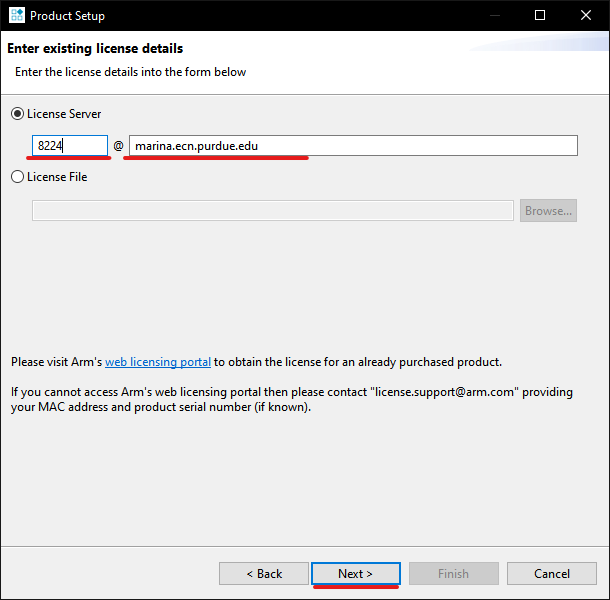 Product Setup
Enter existing license details
Enter the license details into the form below
License Server
8224 @ marina.ecn.purdue.edu
License File
Browse...
Please visit Arm's web licensing portal to obtain the license for an already purchased product.
If you cannot access Arm's web licensing portal then please contact "license.support@arm.com" providing
your MAC address and product serial number (if known).
< Back Next > Finish Cancel